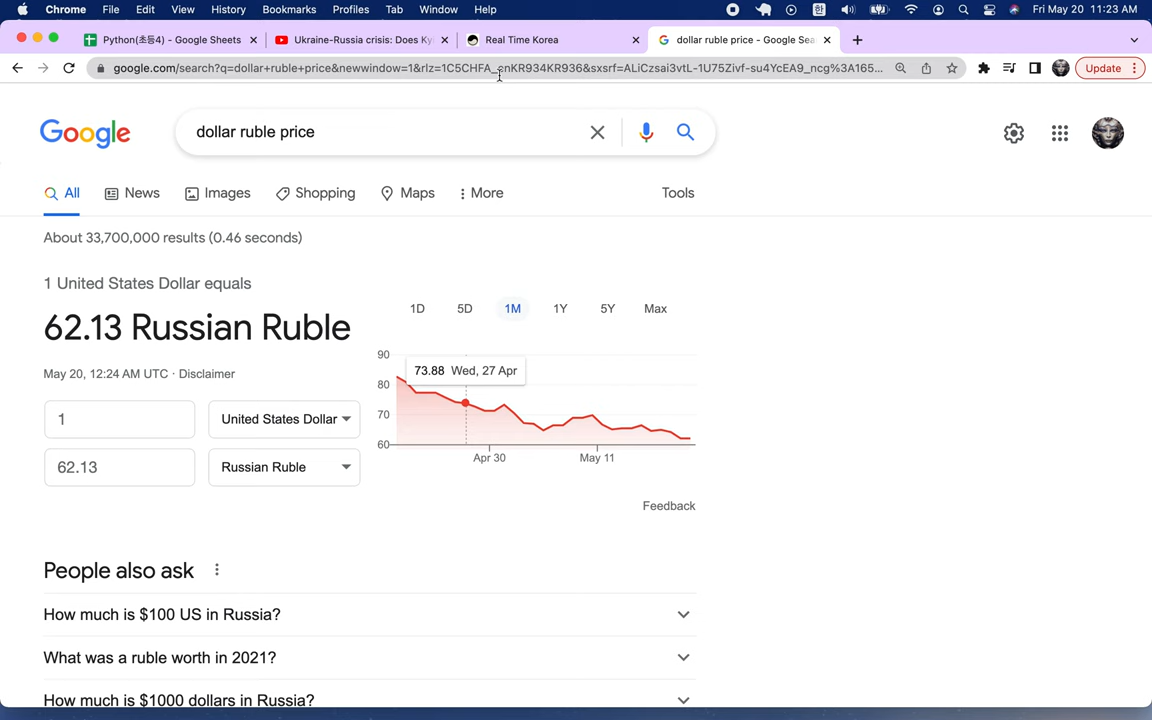 Chrome File Edit View History Bookmarks Profiles Tab Window Help 한 Fri May 20 11:23 AM
Python(초등4) - Google Sheets Ukraine-Russia crisis: Does Ky Real Time Korea dollar ruble price - Google Sea
google.com/search?q=dollar+ruble+price&newwindow=1&rlz=1C5CHFA_enKR934KR936&sxsrf=ALiCzsai3vtL-1U75Zivf-su4YcEA9_ncg%3A165... Update
Google dollar ruble price
All News Images Shopping Maps More Tools
About 33,700,000 results (0.46 seconds)
1 United States Dollar equals
62.13 Russian Ruble
May 20, 12:24 AM UTC · Disclaimer
1 United States Dollar
62.13 Russian Ruble
1D 5D 1M 1Y 5Y Max
90
73.88 Wed, 27 Apr
80
70
60
Apr 30 May 11
Feedback
People also ask
How much is $100 US in Russia?
What was a ruble worth in 2021?
How much is $1000 dollars in Russia?